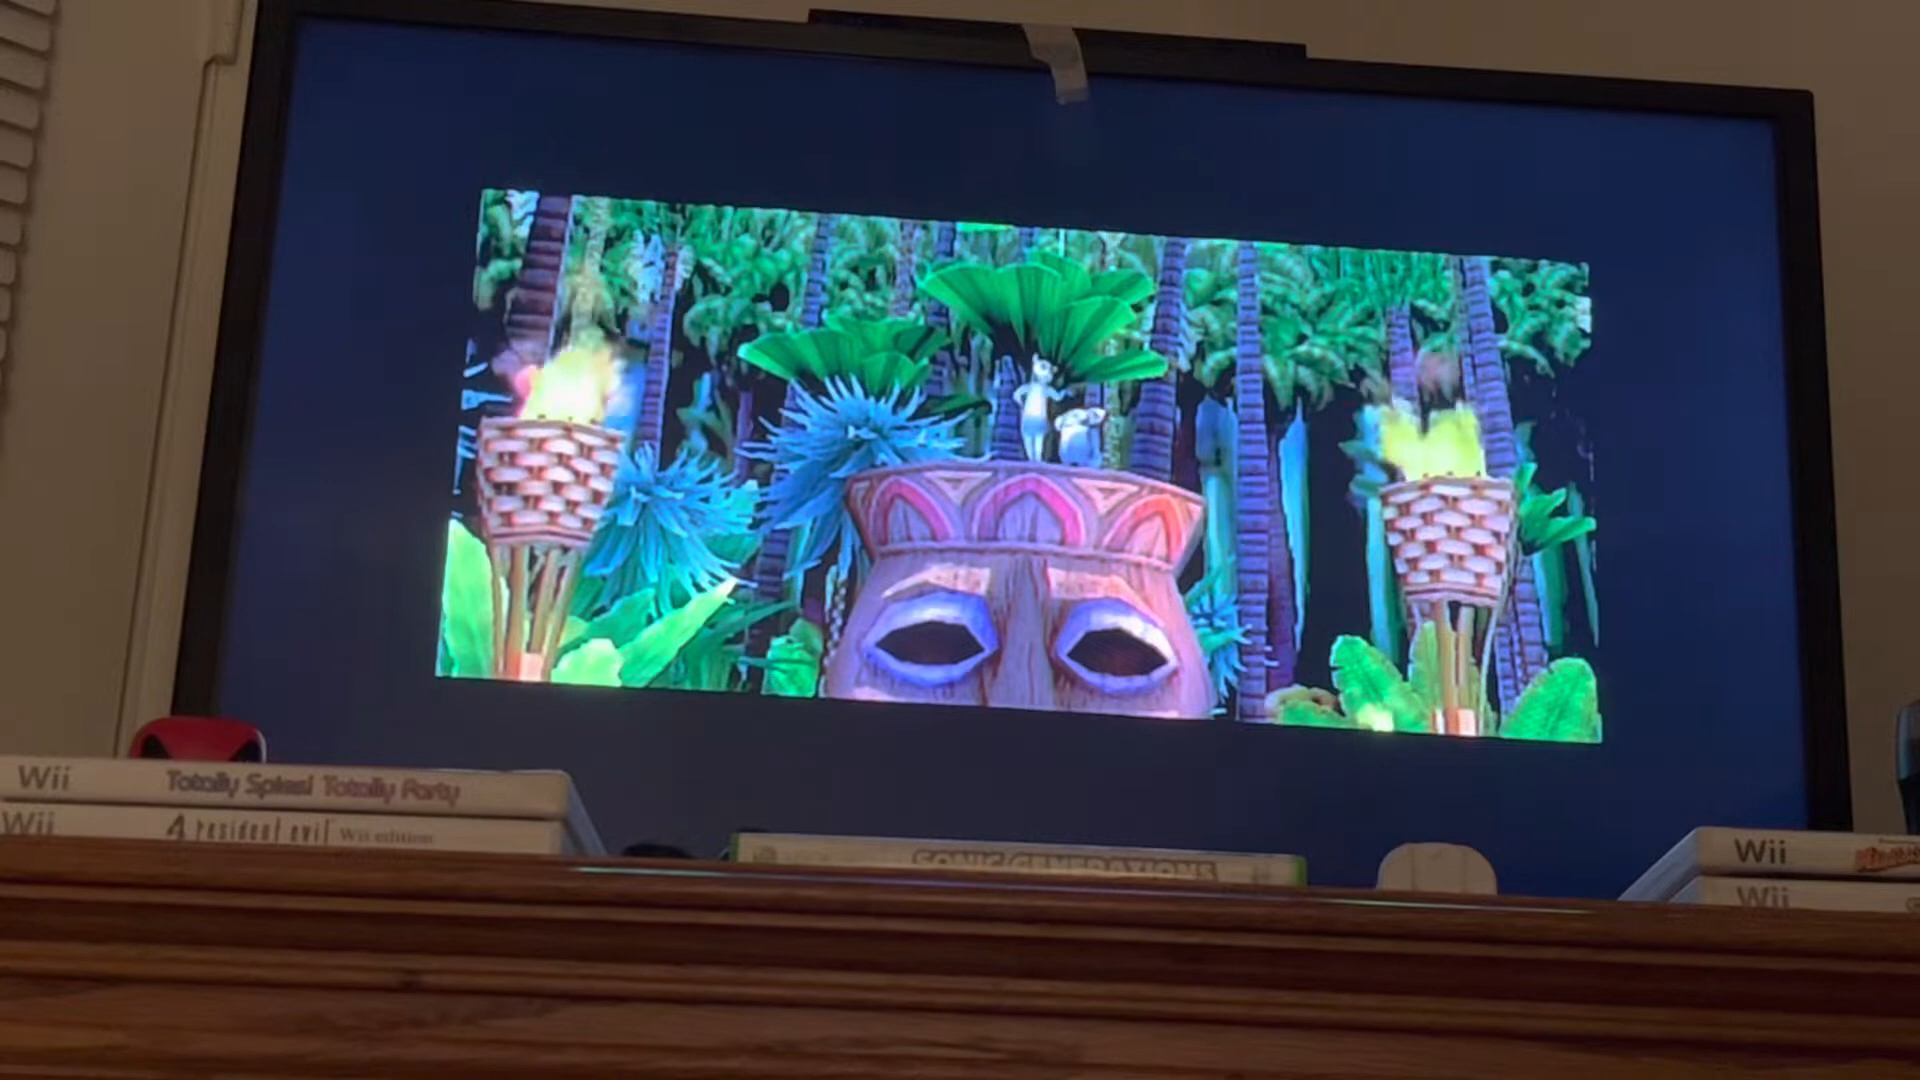 Wii Totally Spies! Totally Party
Wii 4 resident evil Wii edition
SONIC GENERATIONS
Wii
Wii